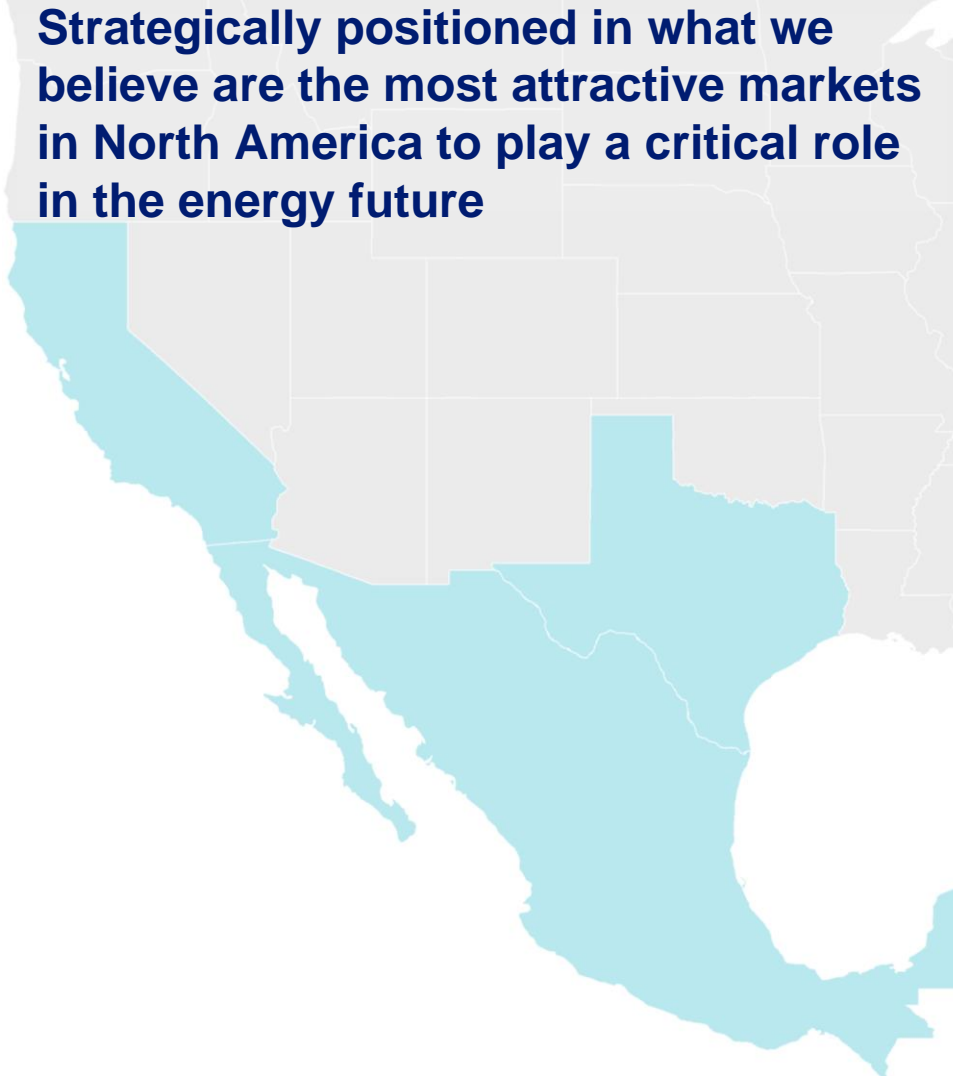 Strategically positioned in what we
believe are the most attractive markets
in North America to play a critical role
in the energy future